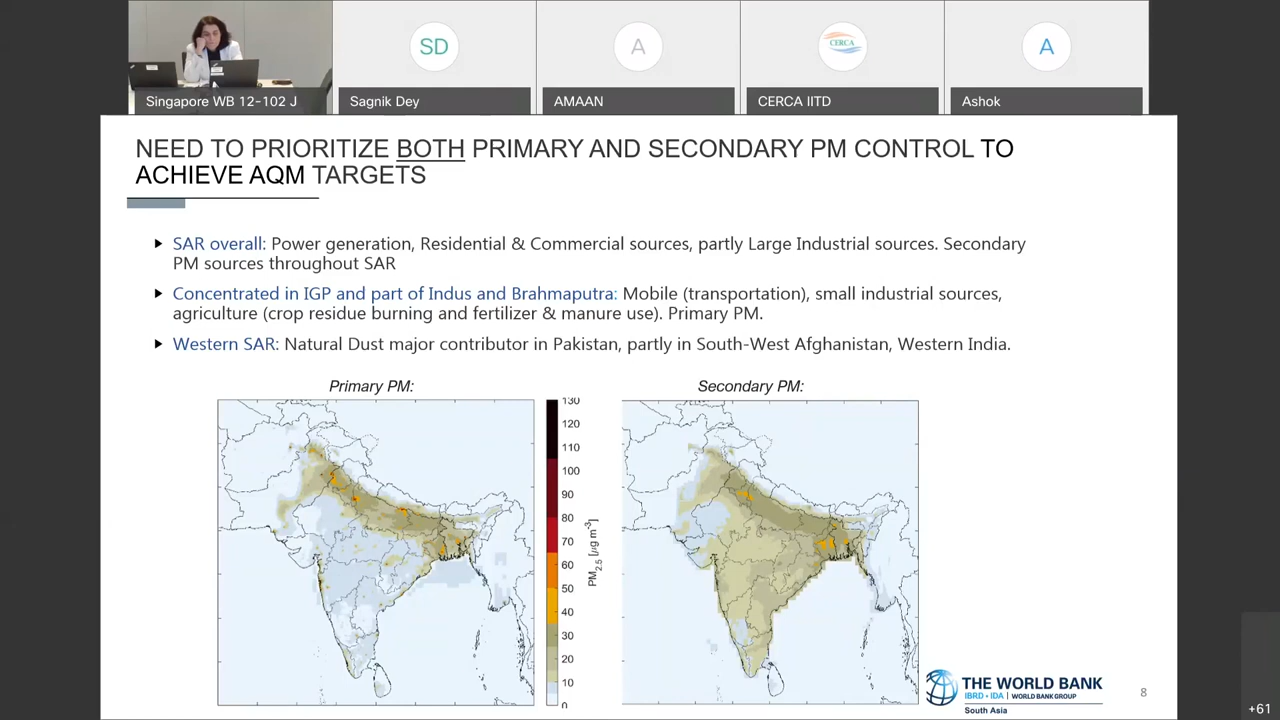 SD
A
CERCA
A
Singapore WB 12-102 J
Sagnik Dey
AMAAN
CERCA IITD
Ashok
NEED TO PRIORITIZE BOTH PRIMARY AND SECONDARY PM CONTROL TO
ACHIEVE AQM TARGETS
SAR overall: Power generation, Residential & Commercial sources, partly Large Industrial sources. Secondary
PM sources throughout SAR
Concentrated in IGP and part of Indus and Brahmaputra: Mobile (transportation), small industrial sources,
agriculture (crop residue burning and fertilizer & manure use). Primary PM.
Western SAR: Natural Dust major contributor in Pakistan, partly in South-West Afghanistan, Western India.
Primary PM:
Secondary PM:
130
120
110
100
90
80
70
60
50
40
30
20
10
0
PM2.5 [µg m-3]
THE WORLD BANK
IBRD • IDA | WORLD BANK GROUP
South Asia
8
+61